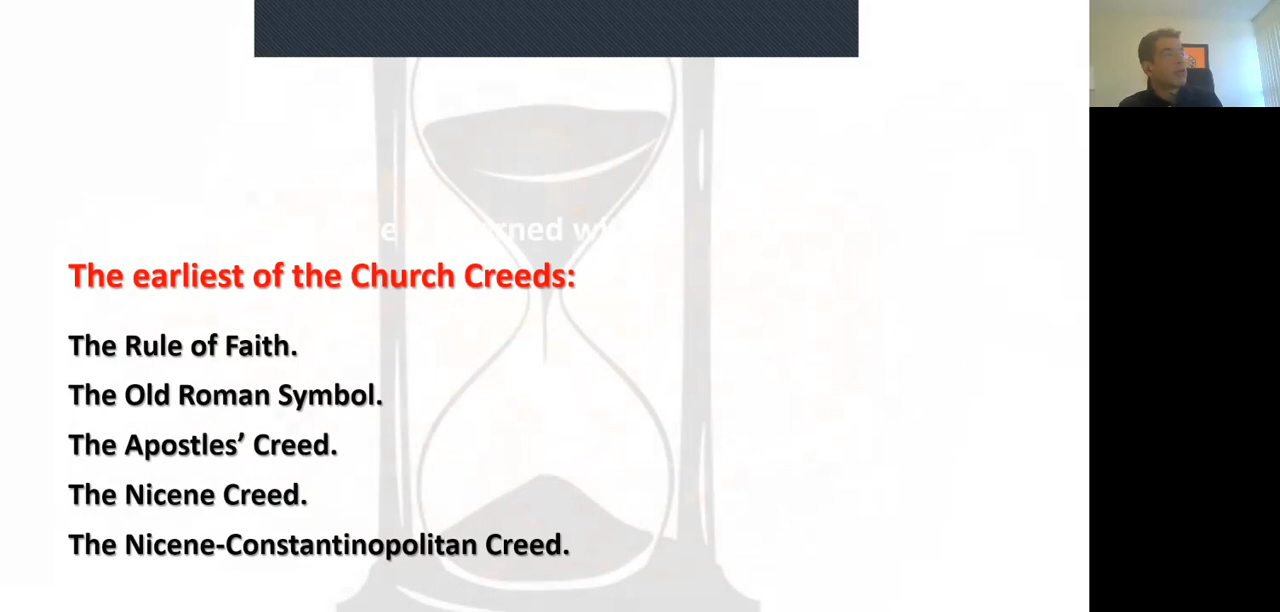 The earliest of the Church Creeds:
The Rule of Faith.
The Old Roman Symbol.
The Apostles’ Creed.
The Nicene Creed.
The Nicene-Constantinopolitan Creed.